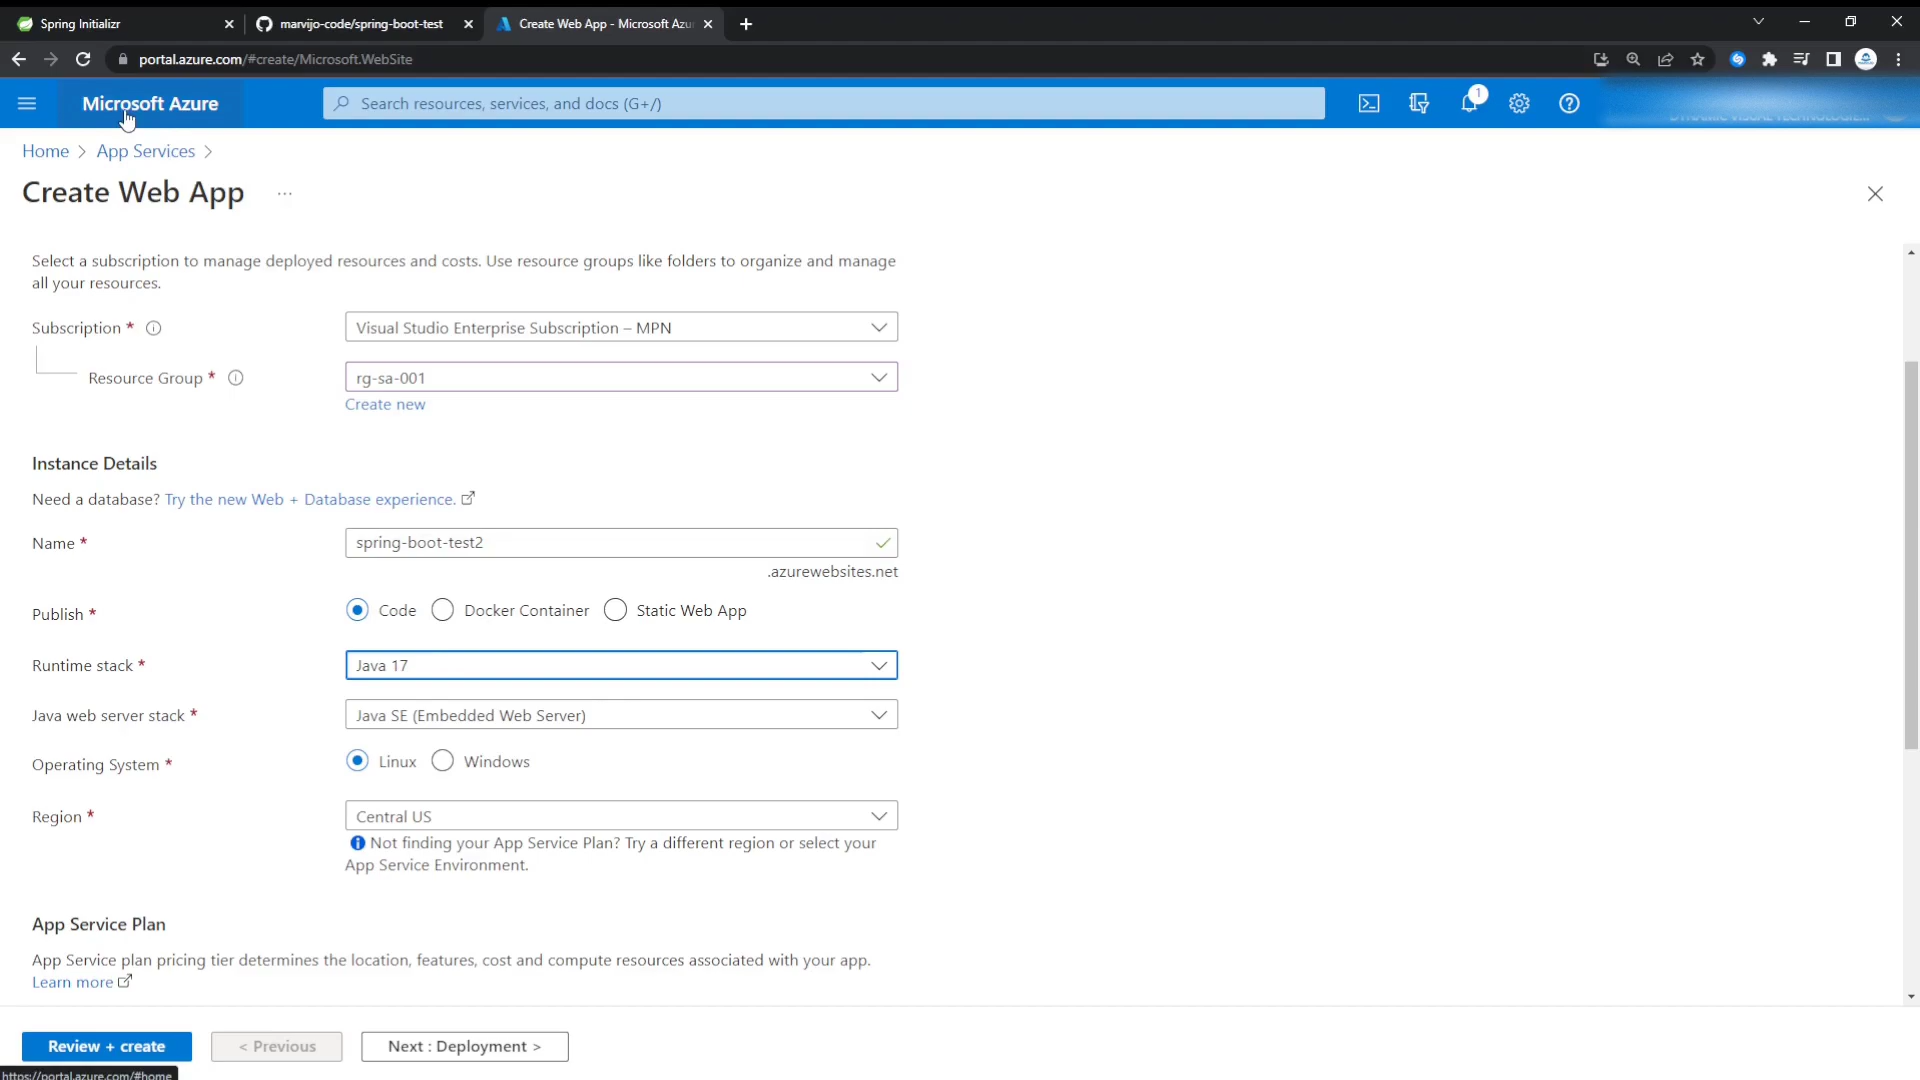 Spring Initializr
marvijo-code/spring-boot-test
Create Web App - Microsoft Azu
portal.azure.com/#create/Microsoft.WebSite
Microsoft Azure
Search resources, services, and docs (G+/)
1
Home > App Services >
Create Web App ...
Select a subscription to manage deployed resources and costs. Use resource groups like folders to organize and manage
all your resources.
Subscription *
Visual Studio Enterprise Subscription – MPN
Resource Group *
rg-sa-001
Create new
Instance Details
Need a database? Try the new Web + Database experience.
Name *
spring-boot-test2
.azurewebsites.net
Publish *
Code Docker Container Static Web App
Runtime stack *
Java 17
Java web server stack *
Java SE (Embedded Web Server)
Operating System *
Linux Windows
Region *
Central US
Not finding your App Service Plan? Try a different region or select your
App Service Environment.
App Service Plan
App Service plan pricing tier determines the location, features, cost and compute resources associated with your app.
Learn more
Review + create
< Previous
Next : Deployment >
https://portal.azure.com/#home